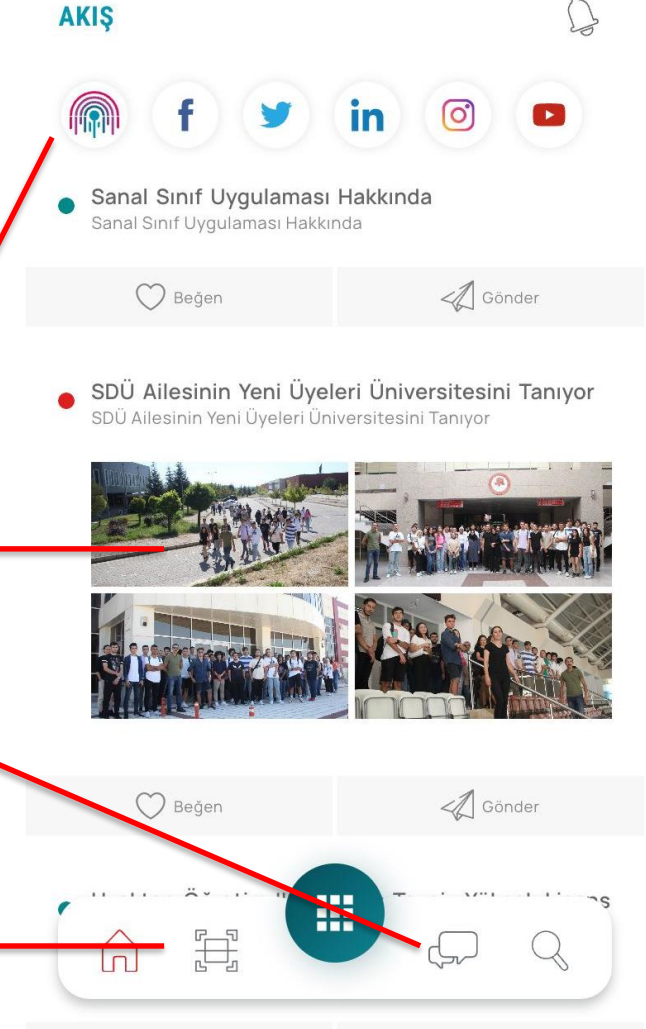 AKIŞ
in
Sanal Sınıf Uygulaması Hakkında
Sanal Sınıf Uygulaması Hakkında
Beğen
Gönder
SDÜ Ailesinin Yeni Üyeleri Üniversitesini Tanıyor
SDÜ Ailesinin Yeni Üyeleri Üniversitesini Tanıyor
Beğen
Gönder